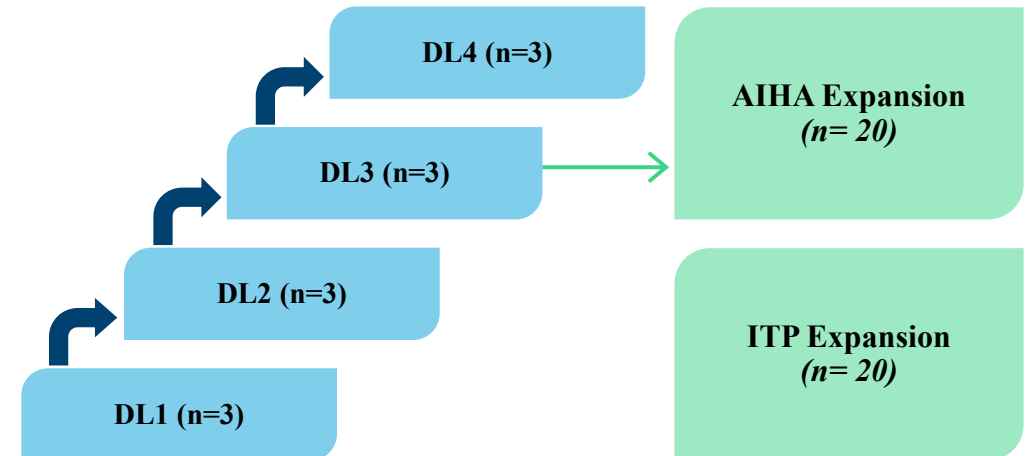 DL4 (n=3)
AIHA Expansion
(n= 20)
DL3 (n=3)
DL2 (n=3)
ITP Expansion
(n= 20)
DL1 (n=3)